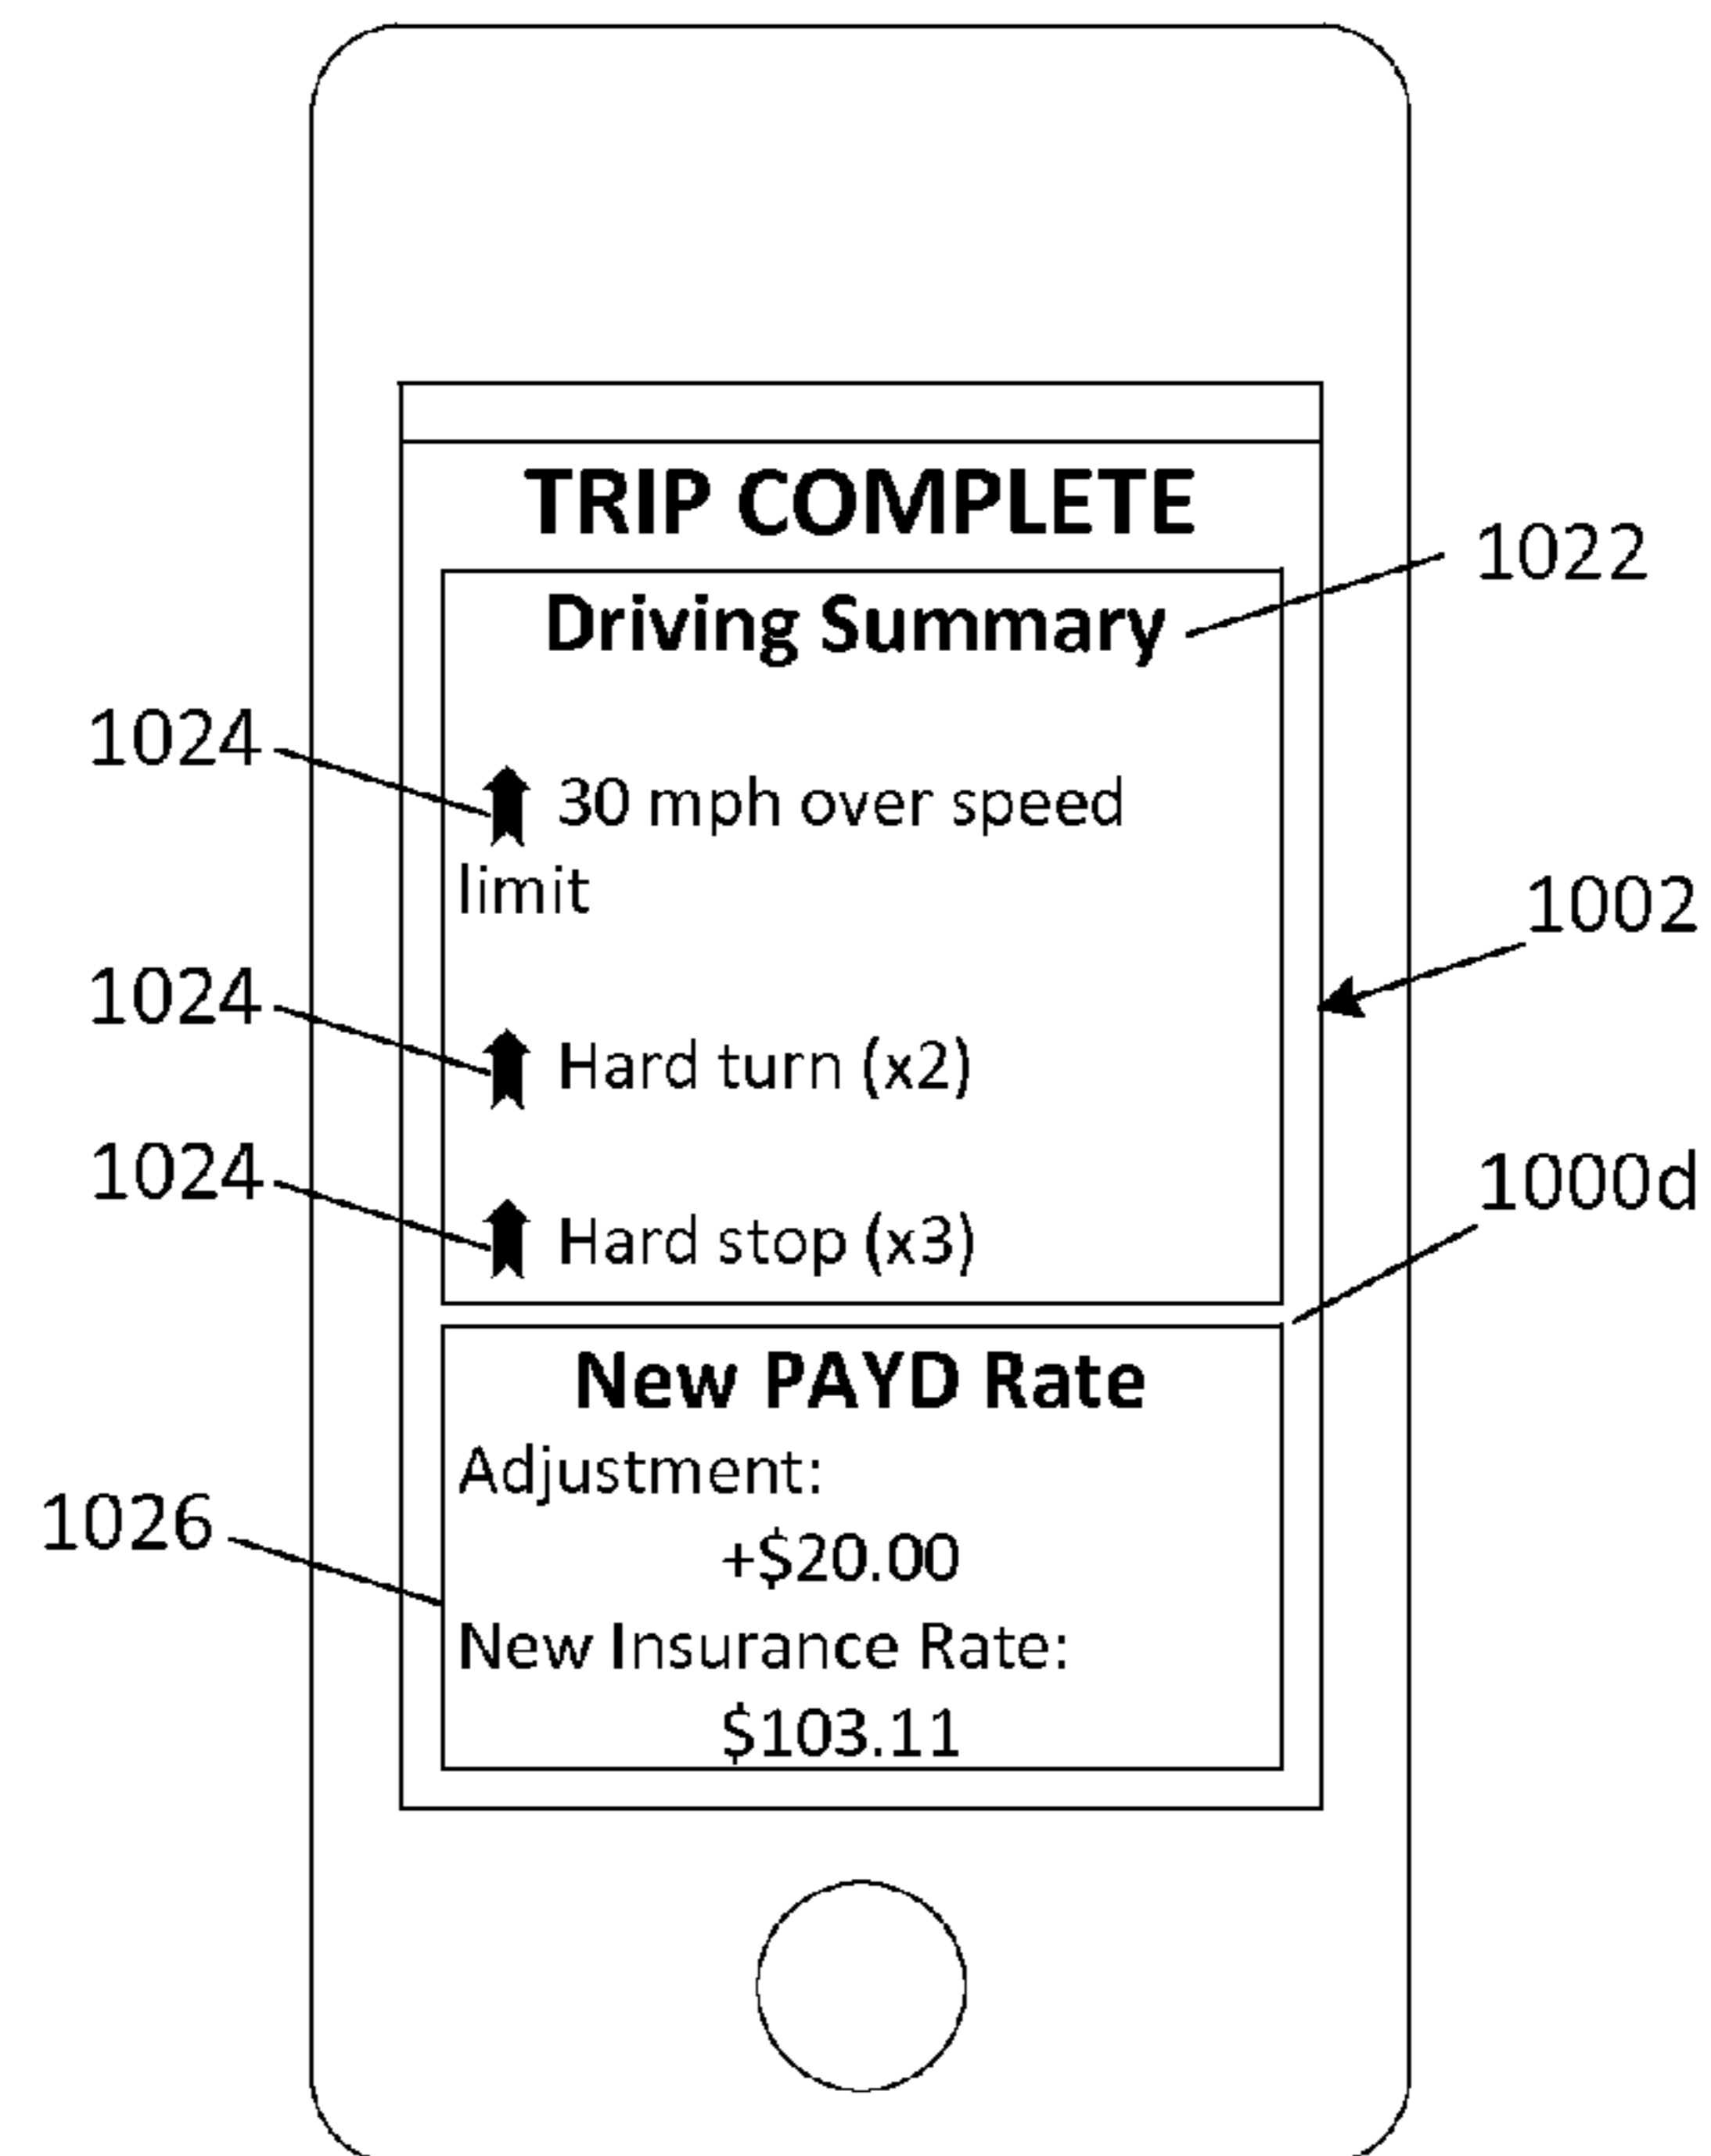 TRIP COMPLETE
1022
Driving Summary
1024
30 mph over speed
limit
1002
1024
Hard turn (x2)
1024
1000d
Hard stop (x3)
New PAYD Rate
Adjustment:
1026
+$20.00
New Insurance Rate:
$103.11